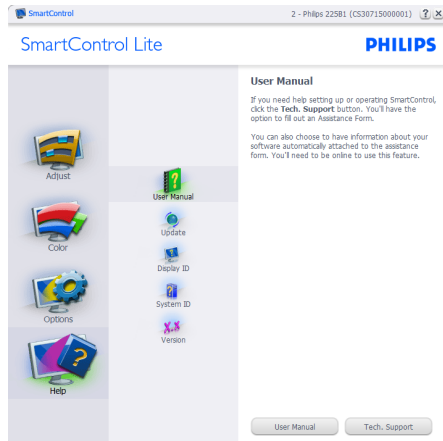 SmartControl
2 - Philips 225B1 (CS30715000001)
? X
SmartControl Lite
PHILIPS
User Manual
If you need help setting up or operating SmartControl,
click the Tech. Support button. You'll have the
option to fill out an Assistance Form.
You can also choose to have information about your
software automatically attached to the assistance
form. You'll need to be online to use this feature.
Adjust
User Manual
Update
Color
Display ID
System ID
Options
X.X
Version
?
Help
User Manual
Tech. Support